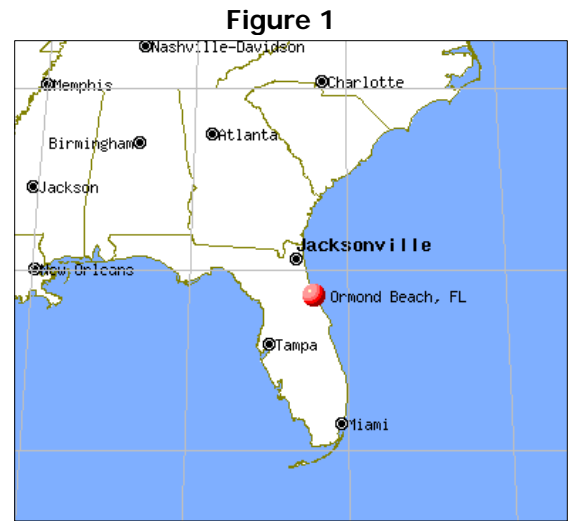 Figure 1
Nashville-Davidson
Memphis
Charlotte
Birmingham
Atlanta
Jackson
Jacksonville
New Orleans
Ormond Beach, FL
Tampa
Miami